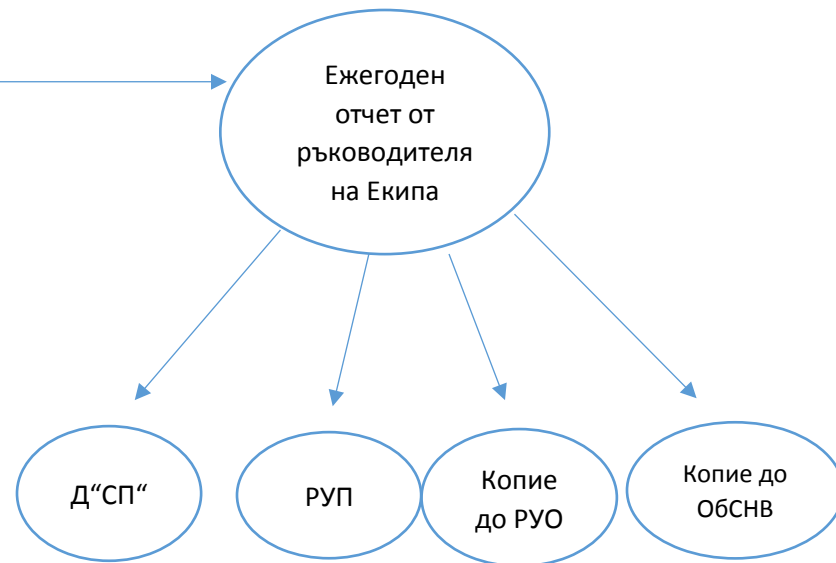 Ежегоден
отчет от
ръководителя
на Екипа
Д“СП“
РУП
Копие
до РУО
Копие до
ОбСНВ